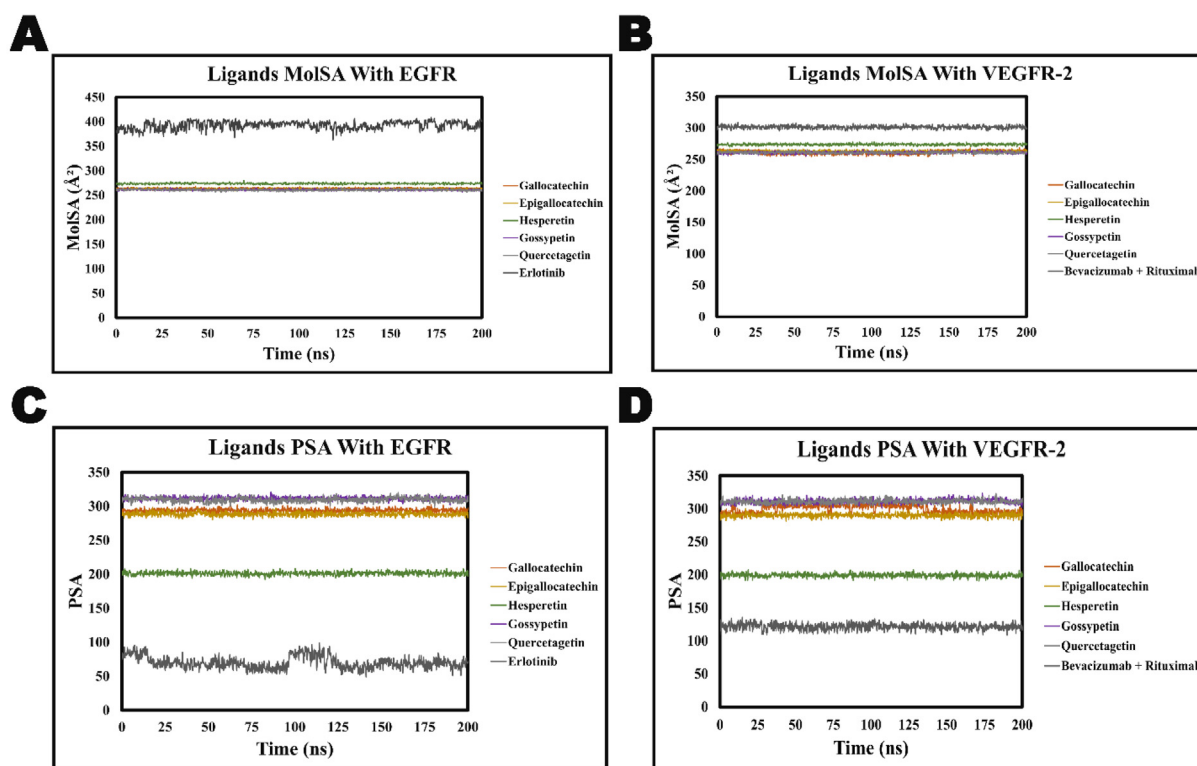 A
Ligands MolSA With EGFR
450
400
350
300
250
200
150
100
50
0
MolSA (Å²)
0 25 50 75 100 125 150 175 200
Time (ns)
Gallocatechin
Epigallocatechin
Hesperetin
Gossypetin
Quercetagetin
Erlotinib
B
Ligands MolSA With VEGFR-2
350
300
250
200
150
100
50
0
MolSA (Å²)
0 25 50 75 100 125 150 175 200
Time (ns)
Gallocatechin
Epigallocatechin
Hesperetin
Gossypetin
Quercetagetin
Bevacizumab + Rituximab
C
Ligands PSA With EGFR
350
300
250
200
150
100
50
0
PSA
0 25 50 75 100 125 150 175 200
Time (ns)
Gallocatechin
Epigallocatechin
Hesperetin
Gossypetin
Quercetagetin
Erlotinib
D
Ligands PSA With VEGFR-2
350
300
250
200
150
100
50
0
PSA
0 25 50 75 100 125 150 175 200
Time (ns)
Gallocatechin
Epigallocatechin
Hesperetin
Gossypetin
Quercetagetin
Bevacizumab + Rituximab